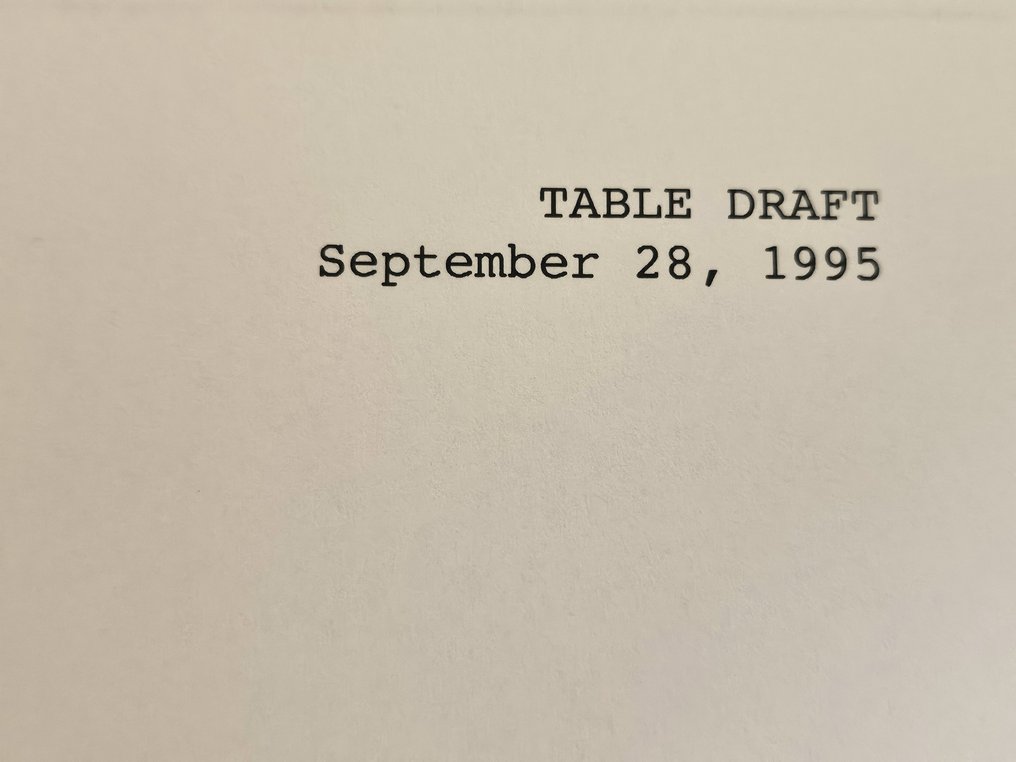 TABLE DRAFT
September 28, 1995